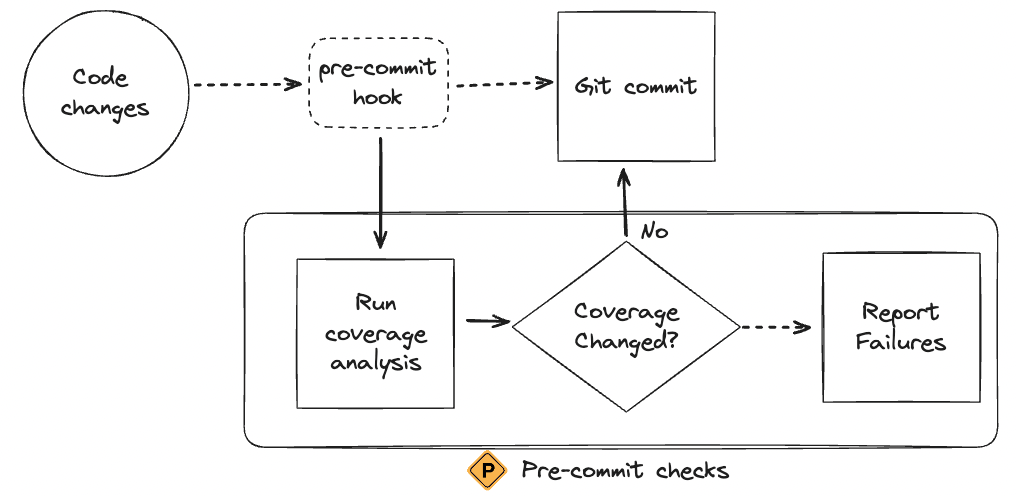 Code
changes
pre-commit
hook
Git commit
No
Run
coverage
analysis
Coverage
Changed?
Report
Failures
P
Pre-commit checks